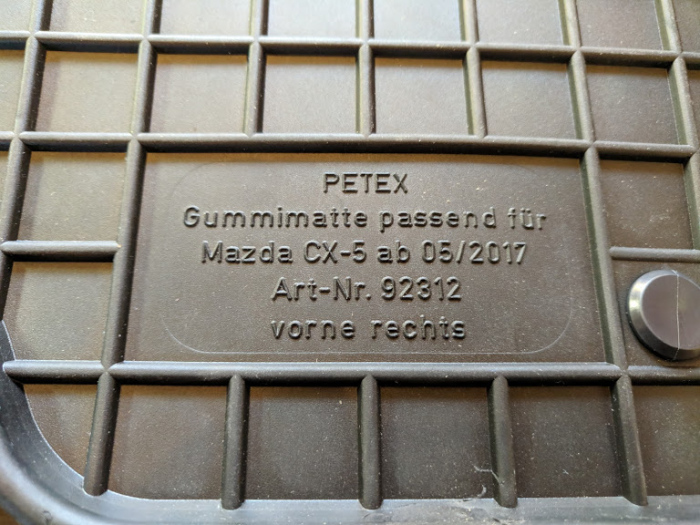 PETEX
Gummimatte passend für
Mazda CX-5 ab 05/2017
Art-Nr. 92312
vorne rechts